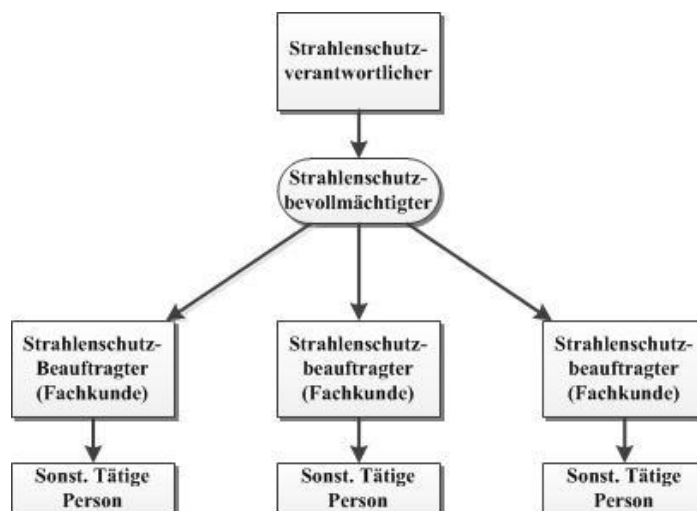 Strahlenschutz-
verantwortlicher
Strahlenschutz-
bevollmächtigter
Strahlenschutz-
Beauftragter
(Fachkunde)
Strahlenschutz-
beauftragter
(Fachkunde)
Strahlenschutz-
beauftragter
(Fachkunde)
Sonst. Tätige
Person
Sonst. Tätige
Person
Sonst. Tätige
Person